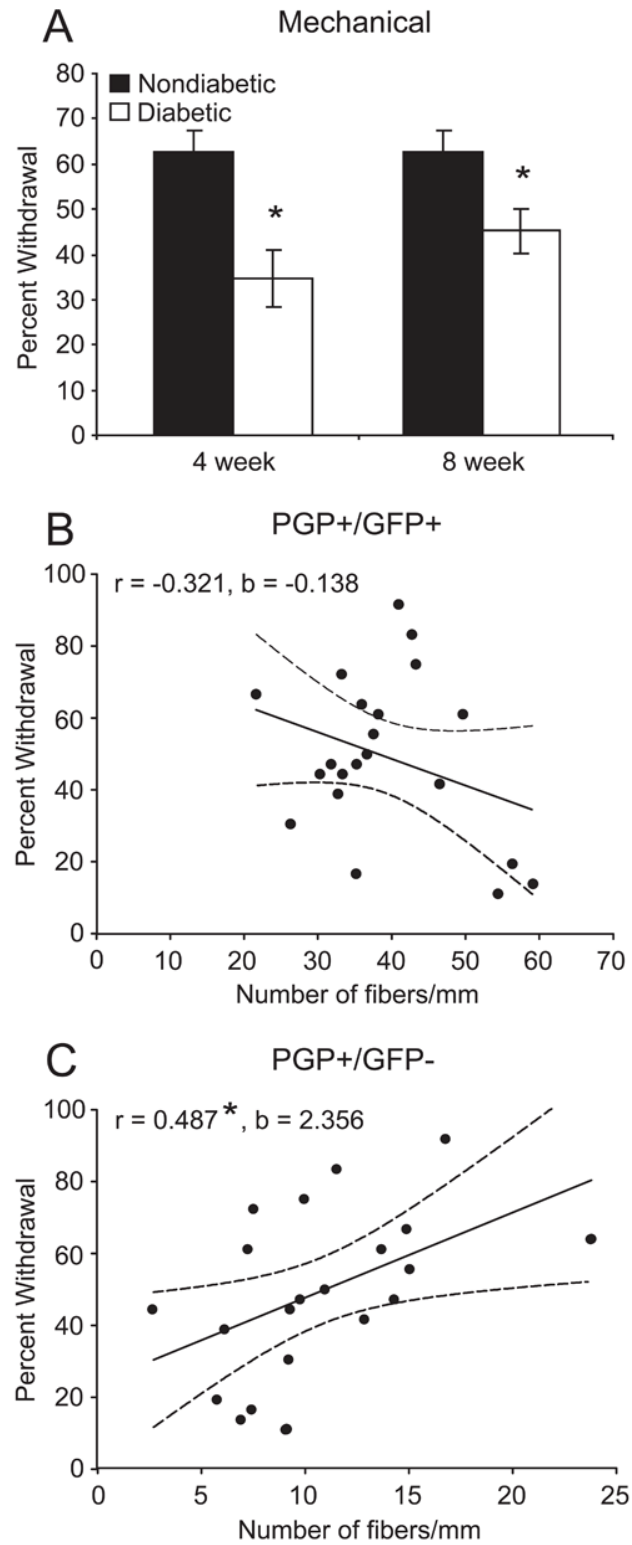 A
Mechanical
80
70
60
50
40
30
20
10
0
Percent Withdrawal
Nondiabetic
Diabetic
*
*
4 week
8 week
B
PGP+/GFP+
r = -0.321, b = -0.138
100
80
60
40
20
0
Percent Withdrawal
0 10 20 30 40 50 60 70
Number of fibers/mm
C
PGP+/GFP-
r = 0.487*, b = 2.356
100
80
60
40
20
0
Percent Withdrawal
0 5 10 15 20 25
Number of fibers/mm